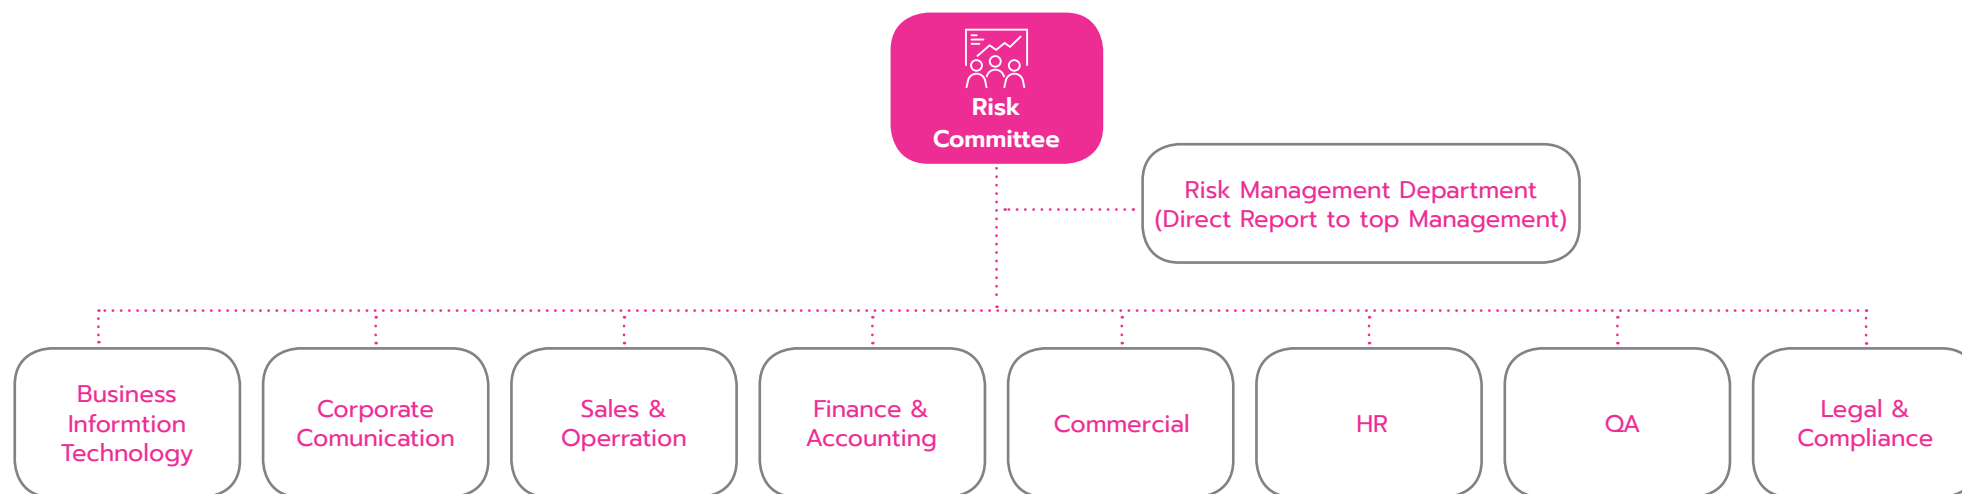 Risk
Committee
Risk Management Department
(Direct Report to top Management)
Business
Informtion
Technology
Corporate
Comunication
Sales &
Operration
Finance &
Accounting
Commercial
HR
QA
Legal &
Compliance